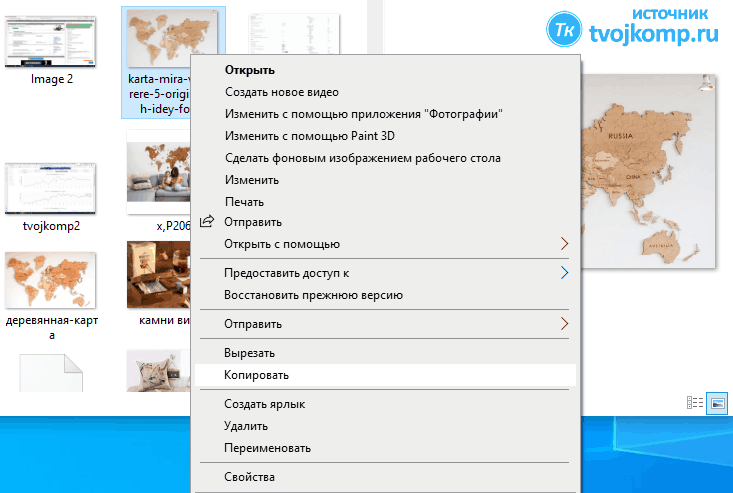 источник
Тк tvojkomp.ru
Image 2
karta-mira-v
rere-5-origi
h-idey-fo
tvojkomp2
x,P206
деревянная-карт
а
камни ви
Открыть
Создать новое видео
Изменить с помощью приложения "Фотографии"
Изменить с помощью Paint 3D
Сделать фоновым изображением рабочего стола
Изменить
Печать
Отправить
Открыть с помощью
Предоставить доступ к
Восстановить прежнюю версию
Отправить
Вырезать
Копировать
Создать ярлык
Удалить
Переименовать
Свойства
RUSSIA
CHINA
AUSTRALIA